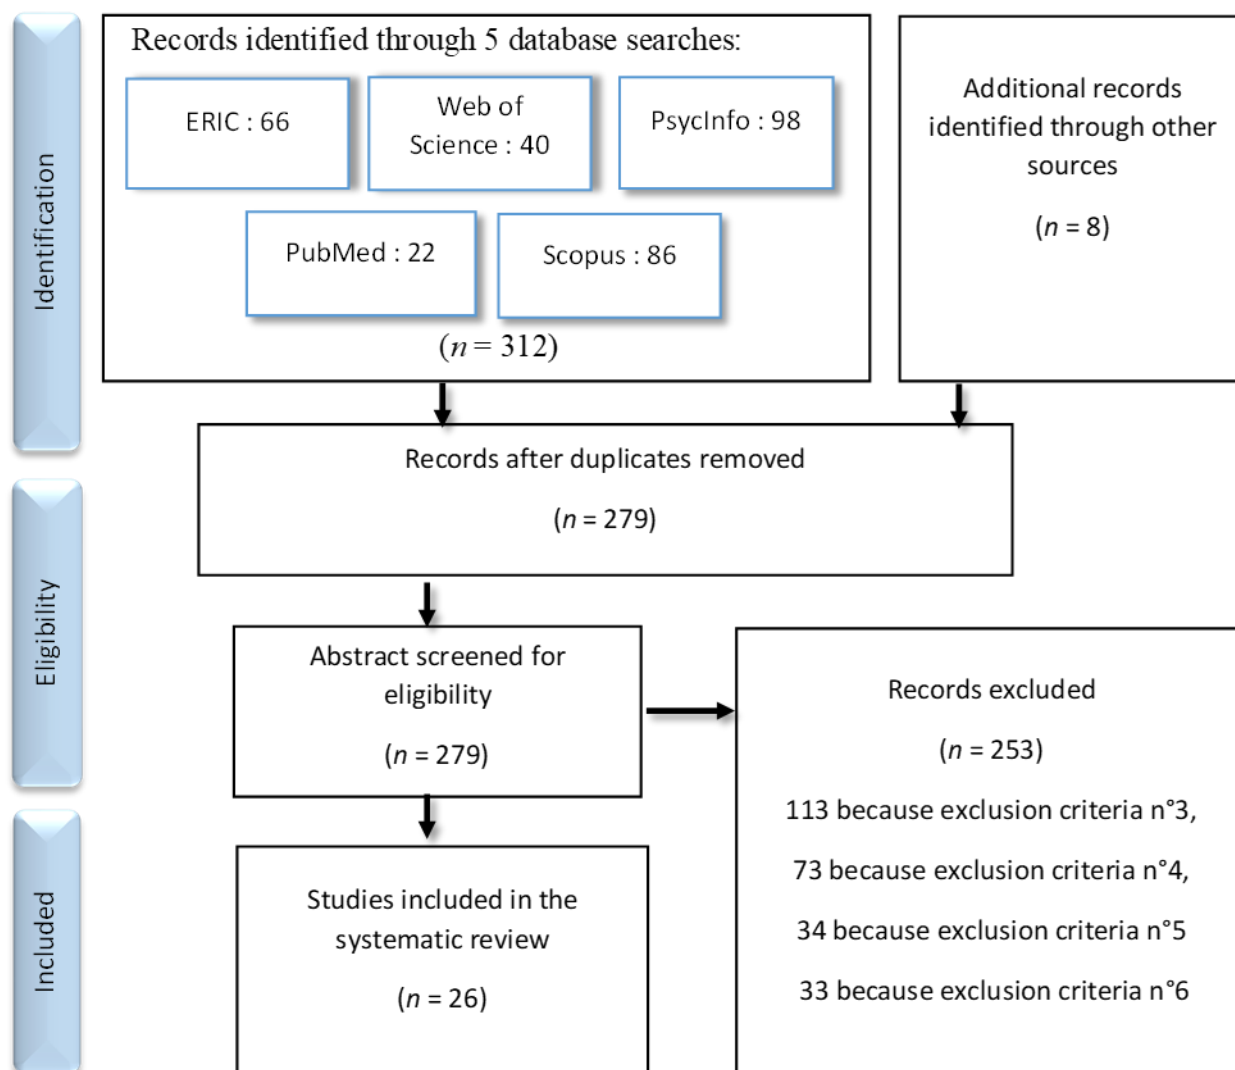 Identification
Records identified through 5 database searches:
ERIC : 66
Web of
Science : 40
PsycInfo : 98
PubMed : 22
Scopus : 86
(n = 312)
Additional records
identified through other
sources
(n = 8)
Records after duplicates removed
(n = 279)
Eligibility
Abstract screened for
eligibility
(n = 279)
Records excluded
(n = 253)
113 because exclusion criteria n°3,
73 because exclusion criteria n°4,
34 because exclusion criteria n°5
33 because exclusion criteria n°6
Included
Studies included in the
systematic review
(n = 26)